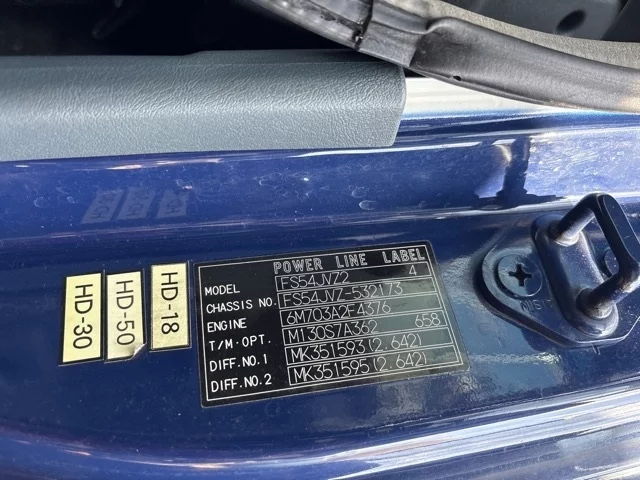 POWER LINE LABEL
MODEL FS54JVZ2 4
CHASSIS NO. FS54JVZ-532173
ENGINE 6M703A2F4376
T/M·OPT. M130S7A362 658
DIFF.NO.1 MK351593(2.642)
DIFF.NO.2 MK351595(2.642)
HD-30
HD-50
HD-18